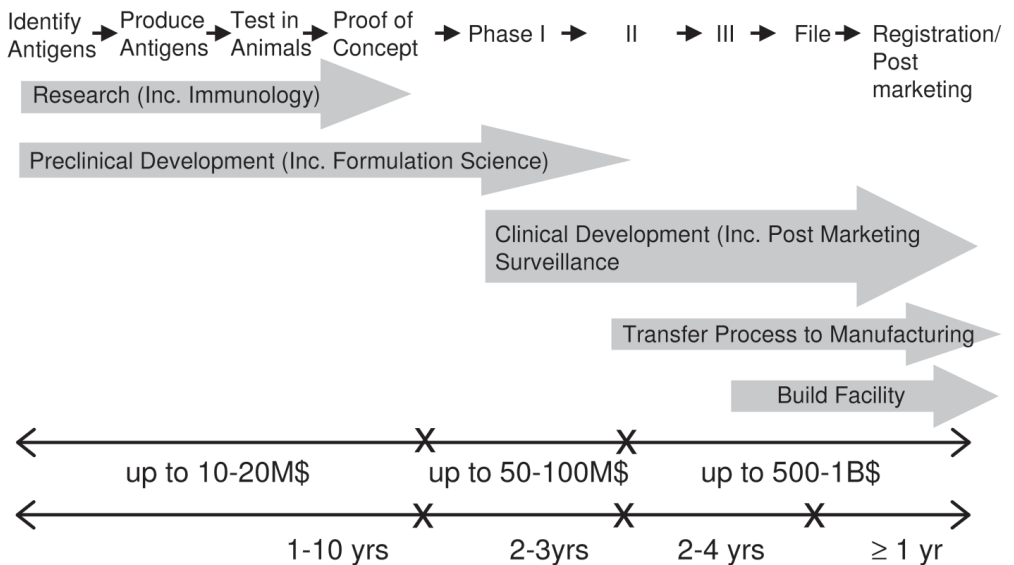 Identify Antigens
Produce Antigens
Test in Animals
Proof of Concept
Phase I
II
III
File
Registration/
Post
marketing
Research (Inc. Immunology)
Preclinical Development (Inc. Formulation Science)
Clinical Development (Inc. Post Marketing
Surveillance
Transfer Process to Manufacturing
Build Facility
up to 10-20M$
up to 50-100M$
up to 500-1B$
1-10 yrs
2-3yrs
2-4 yrs
≥ 1 yr